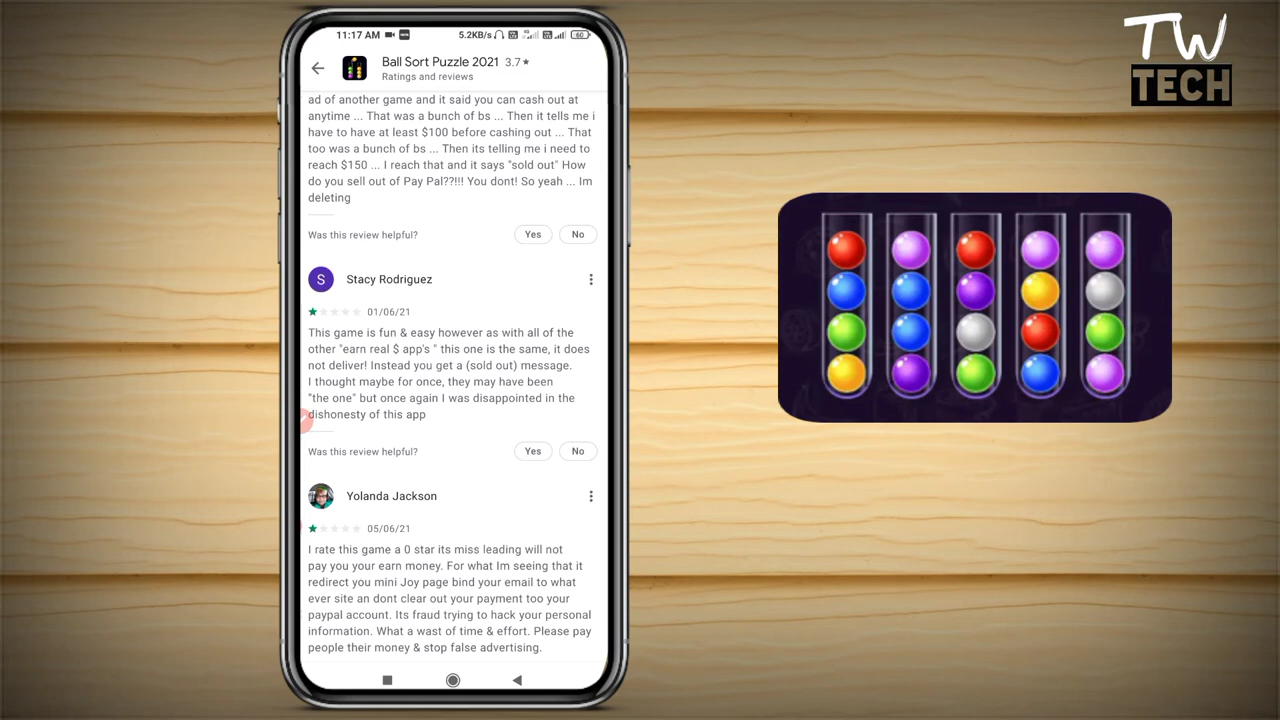 11:17 AM
5.2KB/s
60
Ball Sort Puzzle 2021 3.7★
Ratings and reviews
ad of another game and it said you can cash out at
anytime ... That was a bunch of bs ... Then it tells me i
have to have at least $100 before cashing out ... That
too was a bunch of bs ... Then its telling me i need to
reach $150 ... I reach that and it says "sold out" How
do you sell out of Pay Pal??!!! You dont! So yeah ... Im
deleting
Was this review helpful? Yes No
S Stacy Rodriguez
01/06/21
This game is fun & easy however as with all of the
other "earn real $ app's " this one is the same, it does
not deliver! Instead you get a (sold out) message.
I thought maybe for once, they may have been
"the one" but once again I was disappointed in the
dishonesty of this app
Was this review helpful? Yes No
Yolanda Jackson
05/06/21
I rate this game a 0 star its miss leading will not
pay you your earn money. For what Im seeing that it
redirect you mini Joy page bind your email to what
ever site an dont clear out your payment too your
paypal account. Its fraud trying to hack your personal
information. What a wast of time & effort. Please pay
people their money & stop false advertising.
TW
TECH